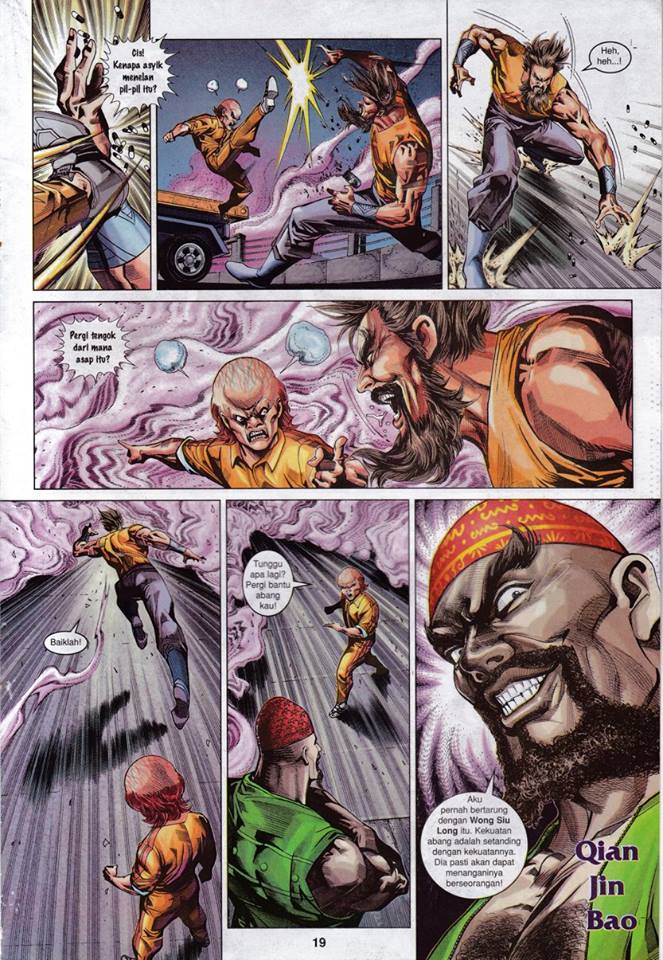 Cis!
Kenapa asyik
menelan
pil-pil itu?
Heh,
heh...!
Pergi tengok
dari mana
asap itu?
Baiklah!
Tunggu
apa lagi?
Pergi bantu
abang
kau!
Aku
pernah bertarung
dengan Wong Siu
Long itu. Kekuatan
abang adalah setanding
dengan kekuatannya.
Dia pasti akan dapat
menanganinya
berseorangan!
Qian
Jin
Bao
19